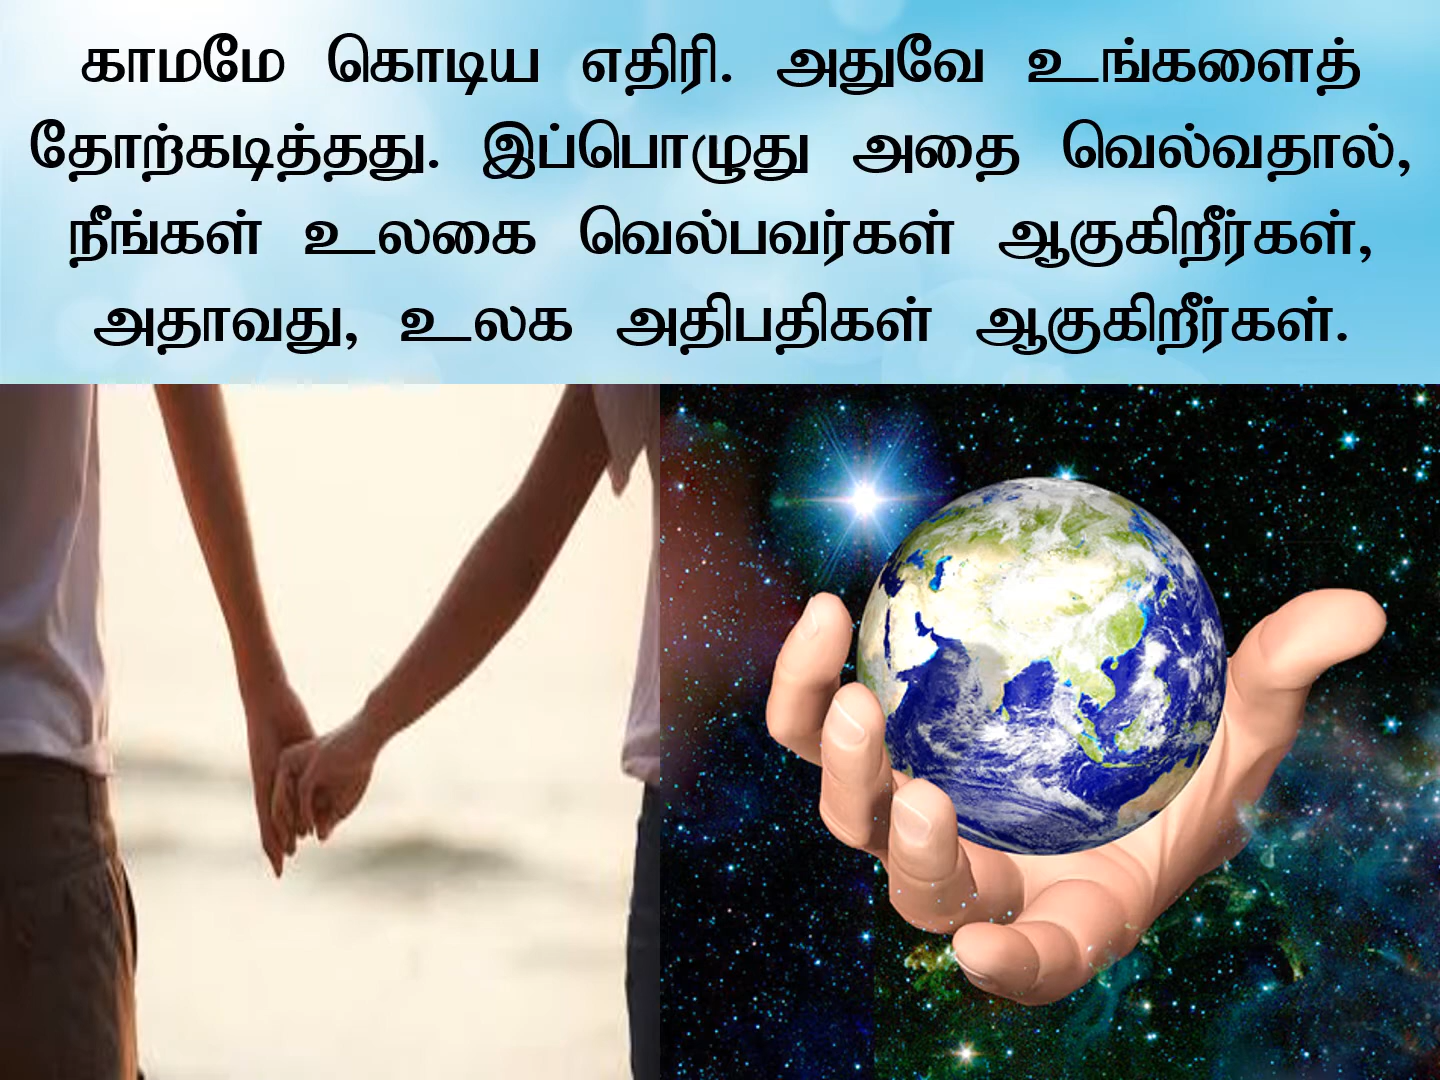 காமமே கொடிய எதிரி. அதுவே உங்களைத்
தோற்கடித்தது. இப்பொழுது அதை வெல்வதால்,
நீங்கள் உலகை வெல்பவர்கள் ஆகுகிறீர்கள்,
அதாவது, உலக அதிபதிகள் ஆகுகிறீர்கள்.